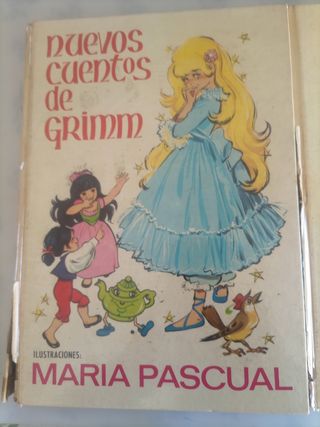 nuevos
cuentos
de
Grimm
ILUSTRACIONES:
MARIA PASCUAL